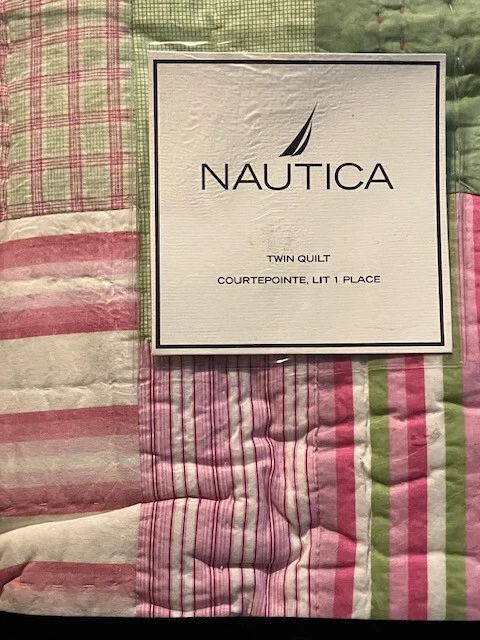 NAUTICA
TWIN QUILT
COURTEPOINTE, LIT 1 PLACE